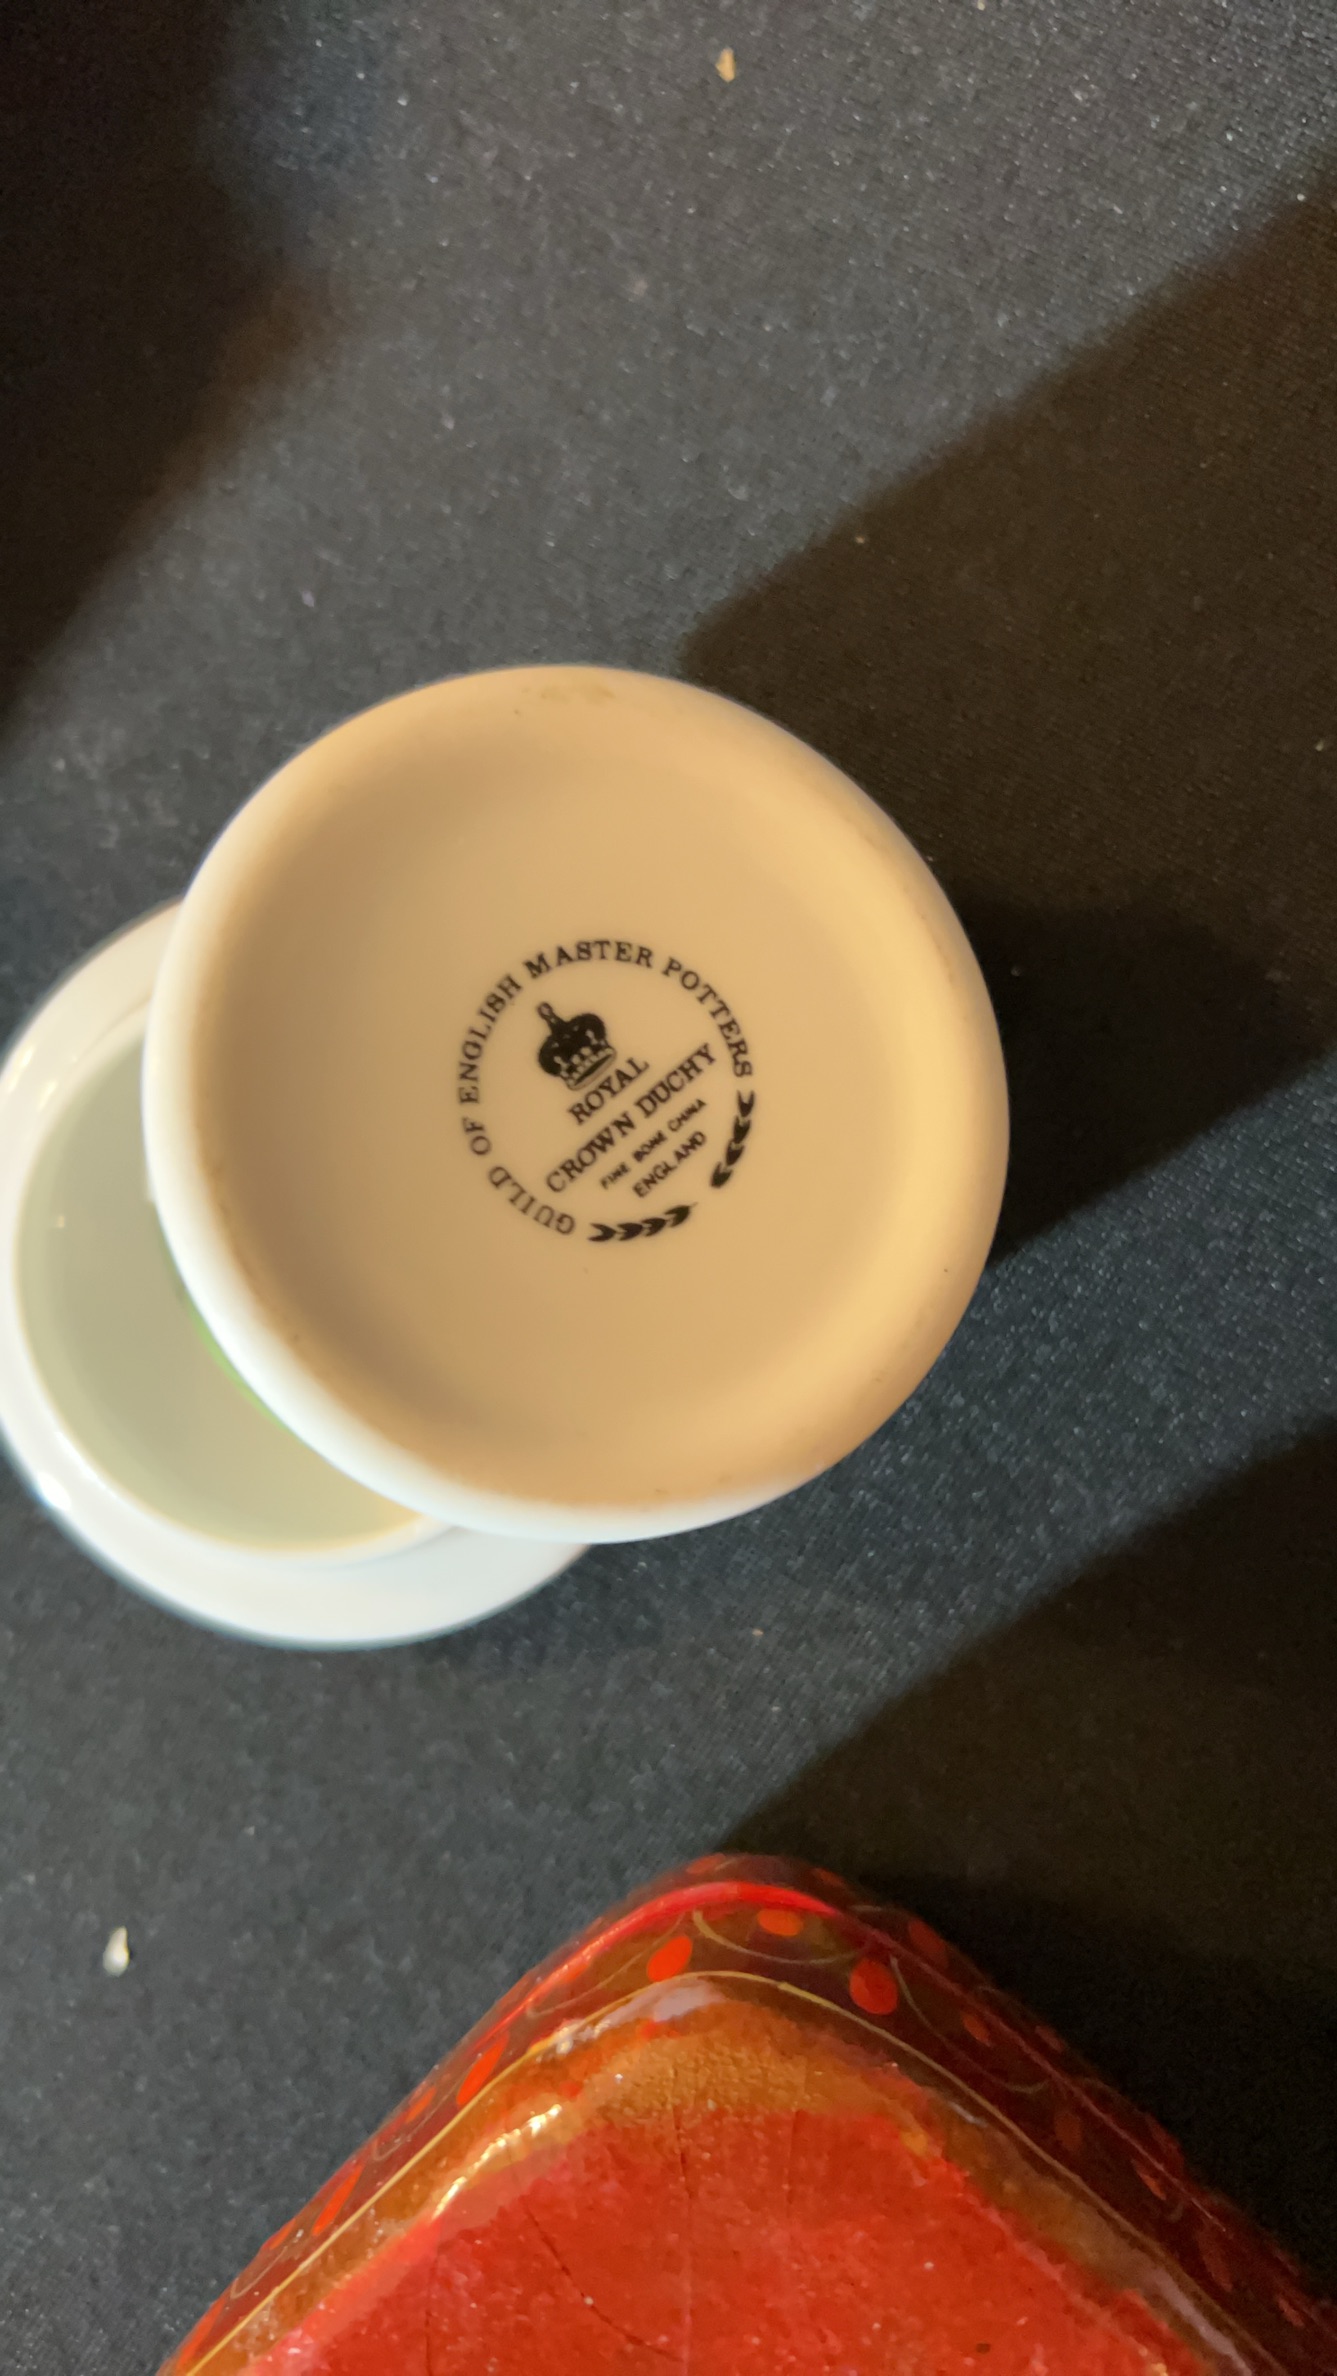 GUILD OF ENGLISH MASTER POTTERS
ROYAL
CROWN DUCHY
FINE BONE CHINA
ENGLAND